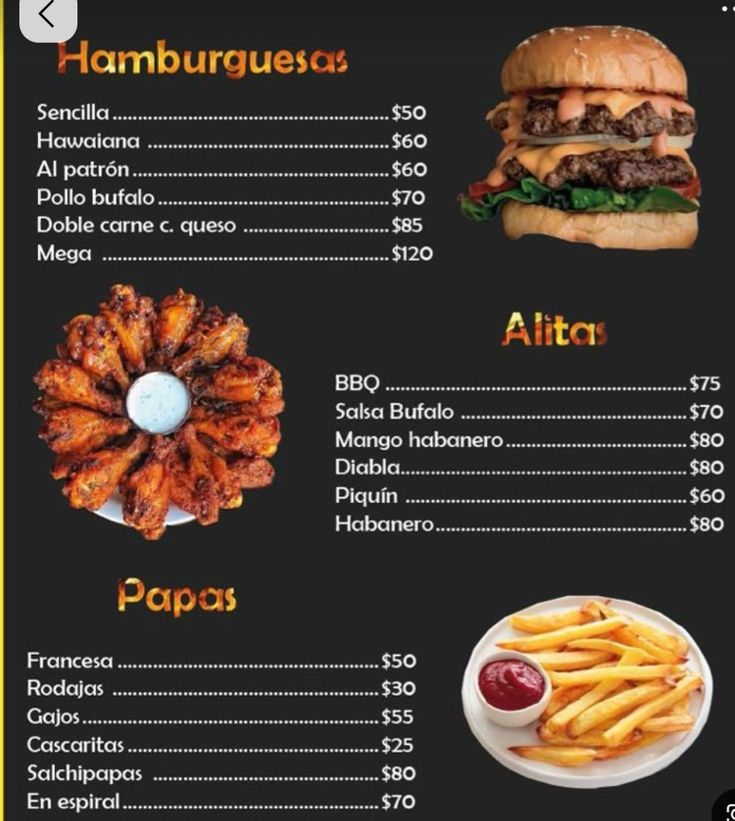 Hamburguesas
Sencilla ........................................ $50
Hawaiana ........................................ $60
Al patrón ........................................ $60
Pollo bufalo ........................................ $70
Doble carne c. queso ........................................ $85
Mega ........................................ $120
Alitas
BBQ ........................................ $75
Salsa Bufalo ........................................ $70
Mango habanero ........................................ $80
Diabla ........................................ $80
Piquín ........................................ $60
Habanero ........................................ $80
Papas
Francesa ........................................ $50
Rodajas ........................................ $30
Gajos ........................................ $55
Cascaritas ........................................ $25
Salchipapas ........................................ $80
En espiral ........................................ $70